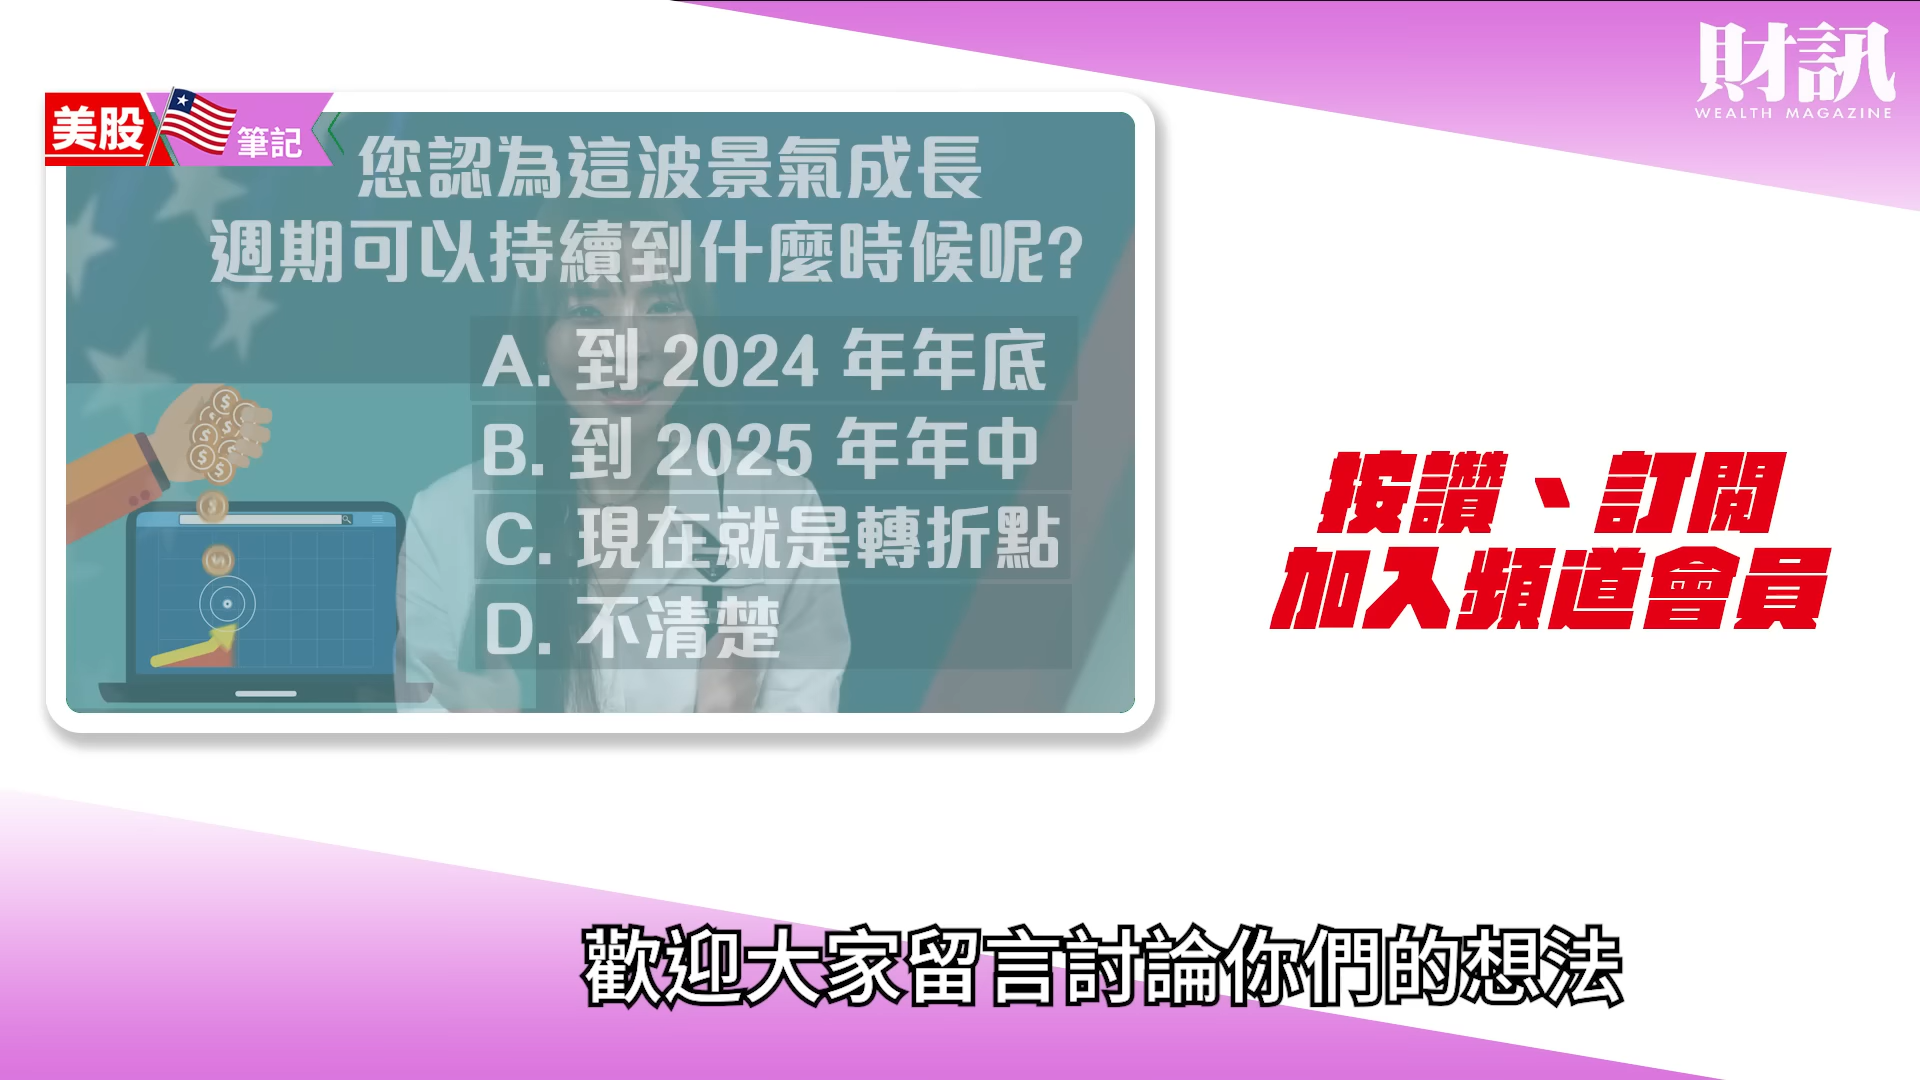 財訊
WEALTH MAGAZINE
美股
筆記
您認為這波景氣成長
週期可以持續到什麼時候呢?
A. 到 2024 年年底
B. 到 2025 年年中
C. 現在就是轉折點
D. 不清楚
按讚、訂閱
加入頻道會員
歡迎大家留言討論你們的想法